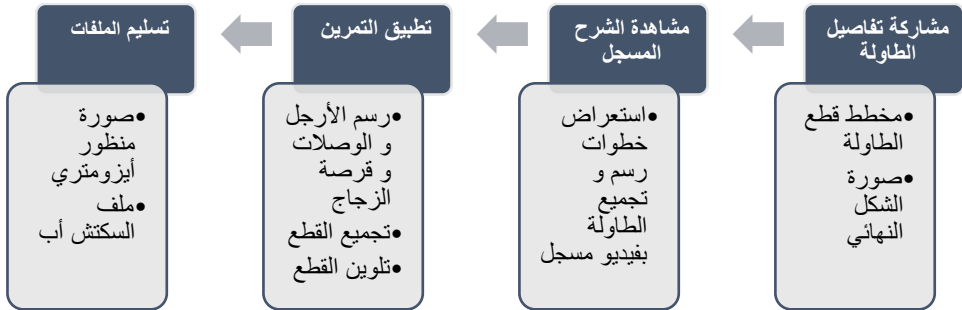 مشاركة تفاصيل
الطاولة
•مخطط قطع
الطاولة
•صورة
الشكل
النهائي
مشاهدة الشرح
المسجل
•استعراض
خطوات
رسم و
تجميع
الطاولة
بفيديو مسجل
تطبيق التمرين
•رسم الأرجل
و الوصلات
و قرصة
الزجاج
•تجميع القطع
•تلوين القطع
تسليم الملفات
•صورة
منظور
أيزومتري
•ملف
السكتش أب